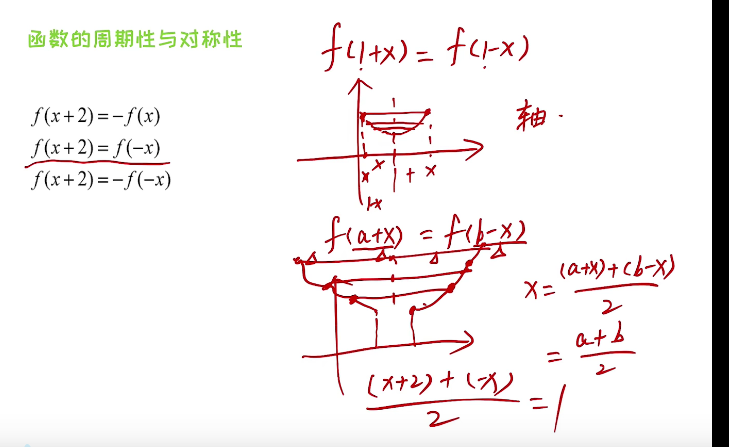 函数的周期性与对称性
f(x+2)=-f(x)
f(x+2)=f(-x)
f(x+2)=-f(-x)
f(1+x)=f(1-x)
轴.
x x 1 + x
1-x
f(a+x)=f(b-x)
x=\frac{(a+x)+(b-x)}{2}
=\frac{a+b}{2}
\frac{(x+2)+(-x)}{2}=1